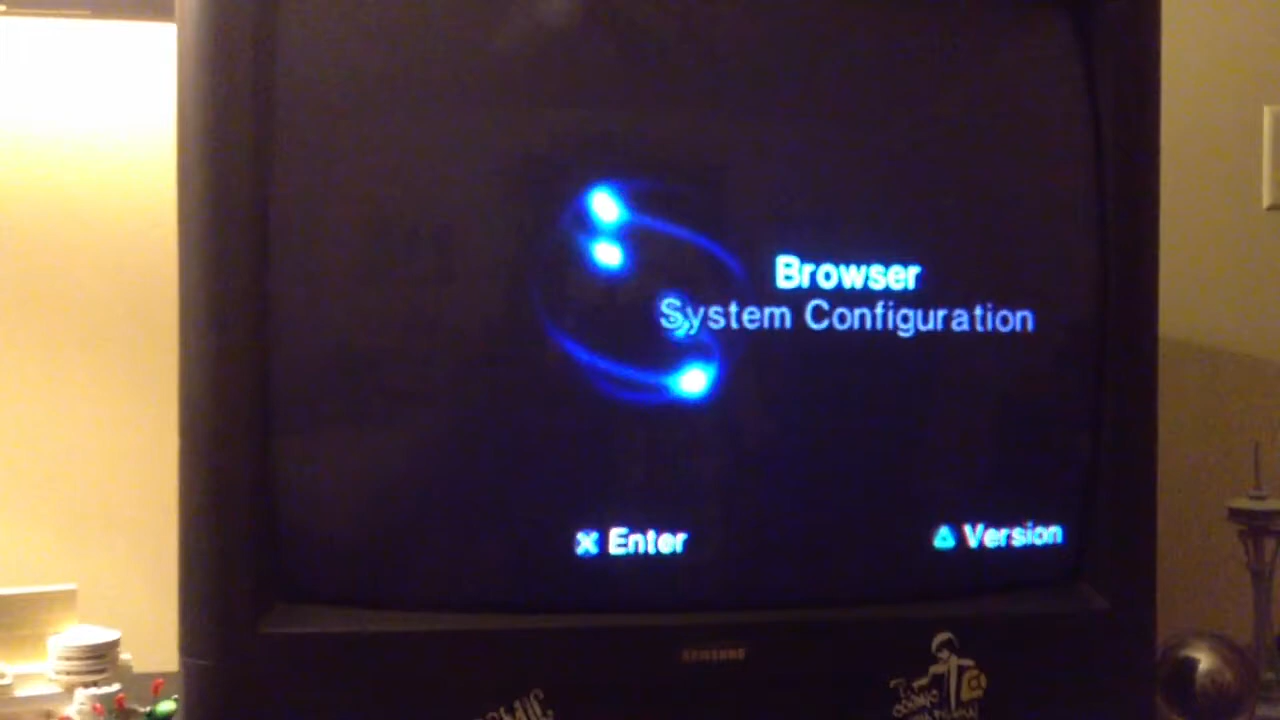 Browser
System Configuration
Enter
Version
SAMSUNG